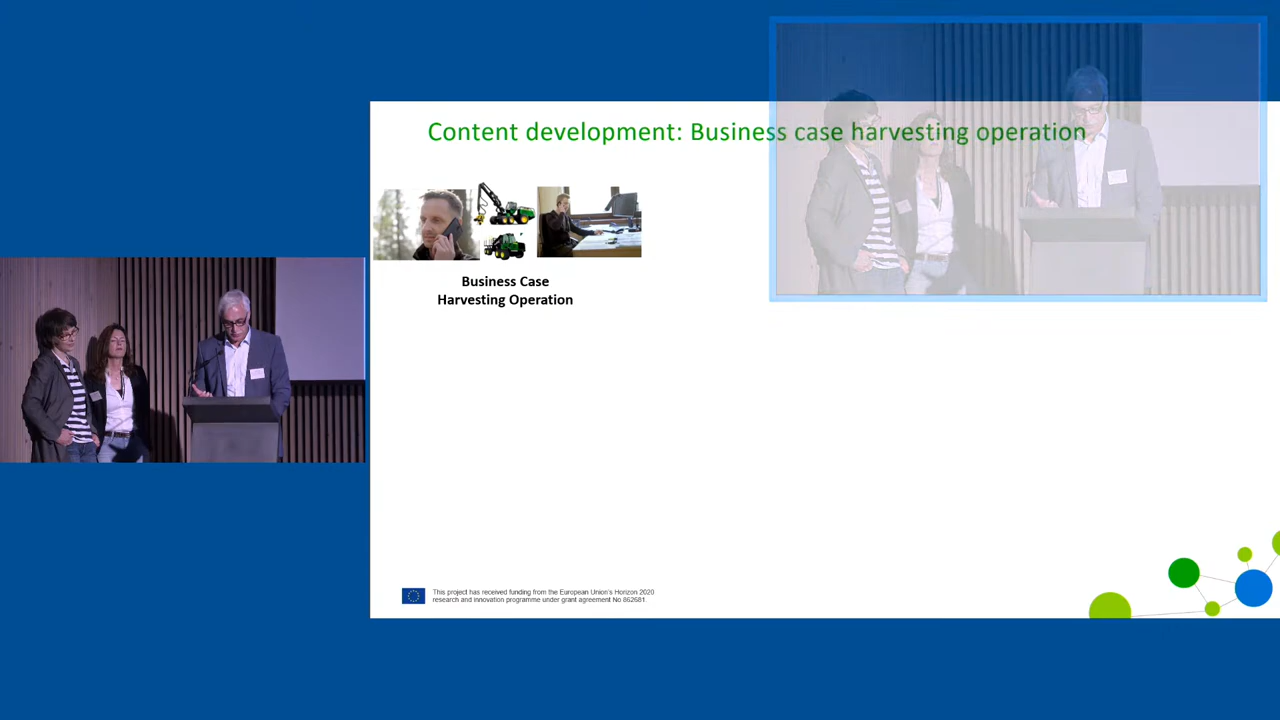 Content development: Business case harvesting operation
Business Case
Harvesting Operation
This project has received funding from the European Union's Horizon 2020
research and innovation programme under grant agreement No 862681.